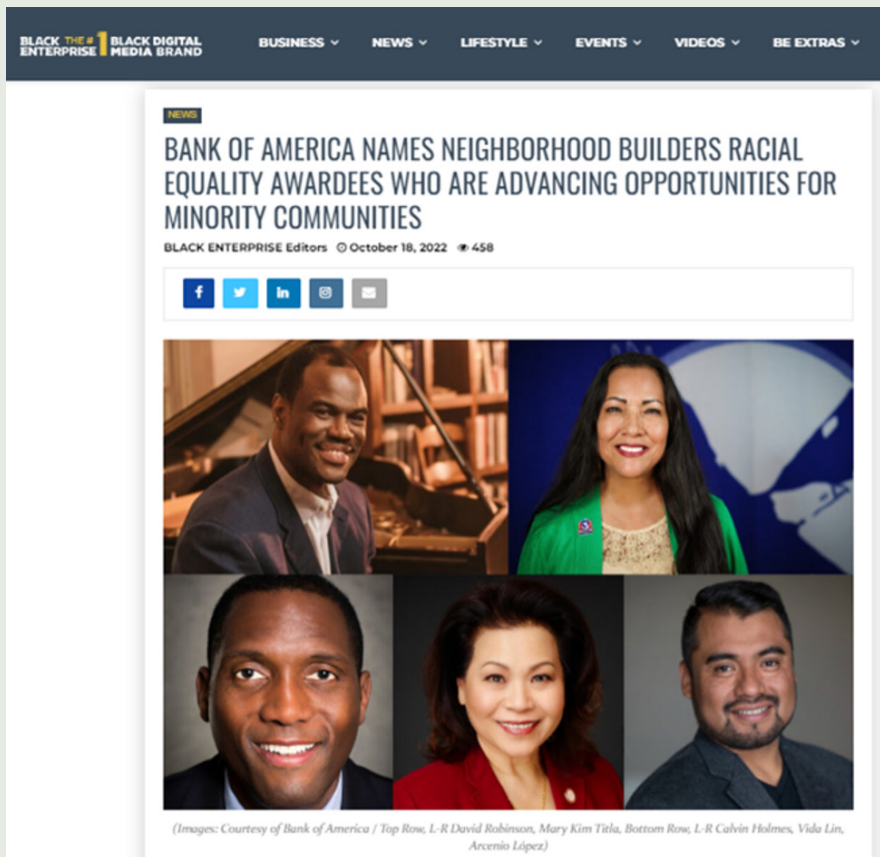 BLACK THE # 1 BLACK DIGITAL
ENTERPRISE MEDIA BRAND
BUSINESS NEWS LIFESTYLE EVENTS VIDEOS BE EXTRAS
NEWS
BANK OF AMERICA NAMES NEIGHBORHOOD BUILDERS RACIAL
EQUALITY AWARDEES WHO ARE ADVANCING OPPORTUNITIES FOR
MINORITY COMMUNITIES
BLACK ENTERPRISE Editors October 18, 2022 458
(Images: Courtesy of Bank of America / Top Row, L-R David Robinson, Mary Kim Titla, Bottom Row, L-R Calvin Holmes, Vida Lin,
Arcenio López)